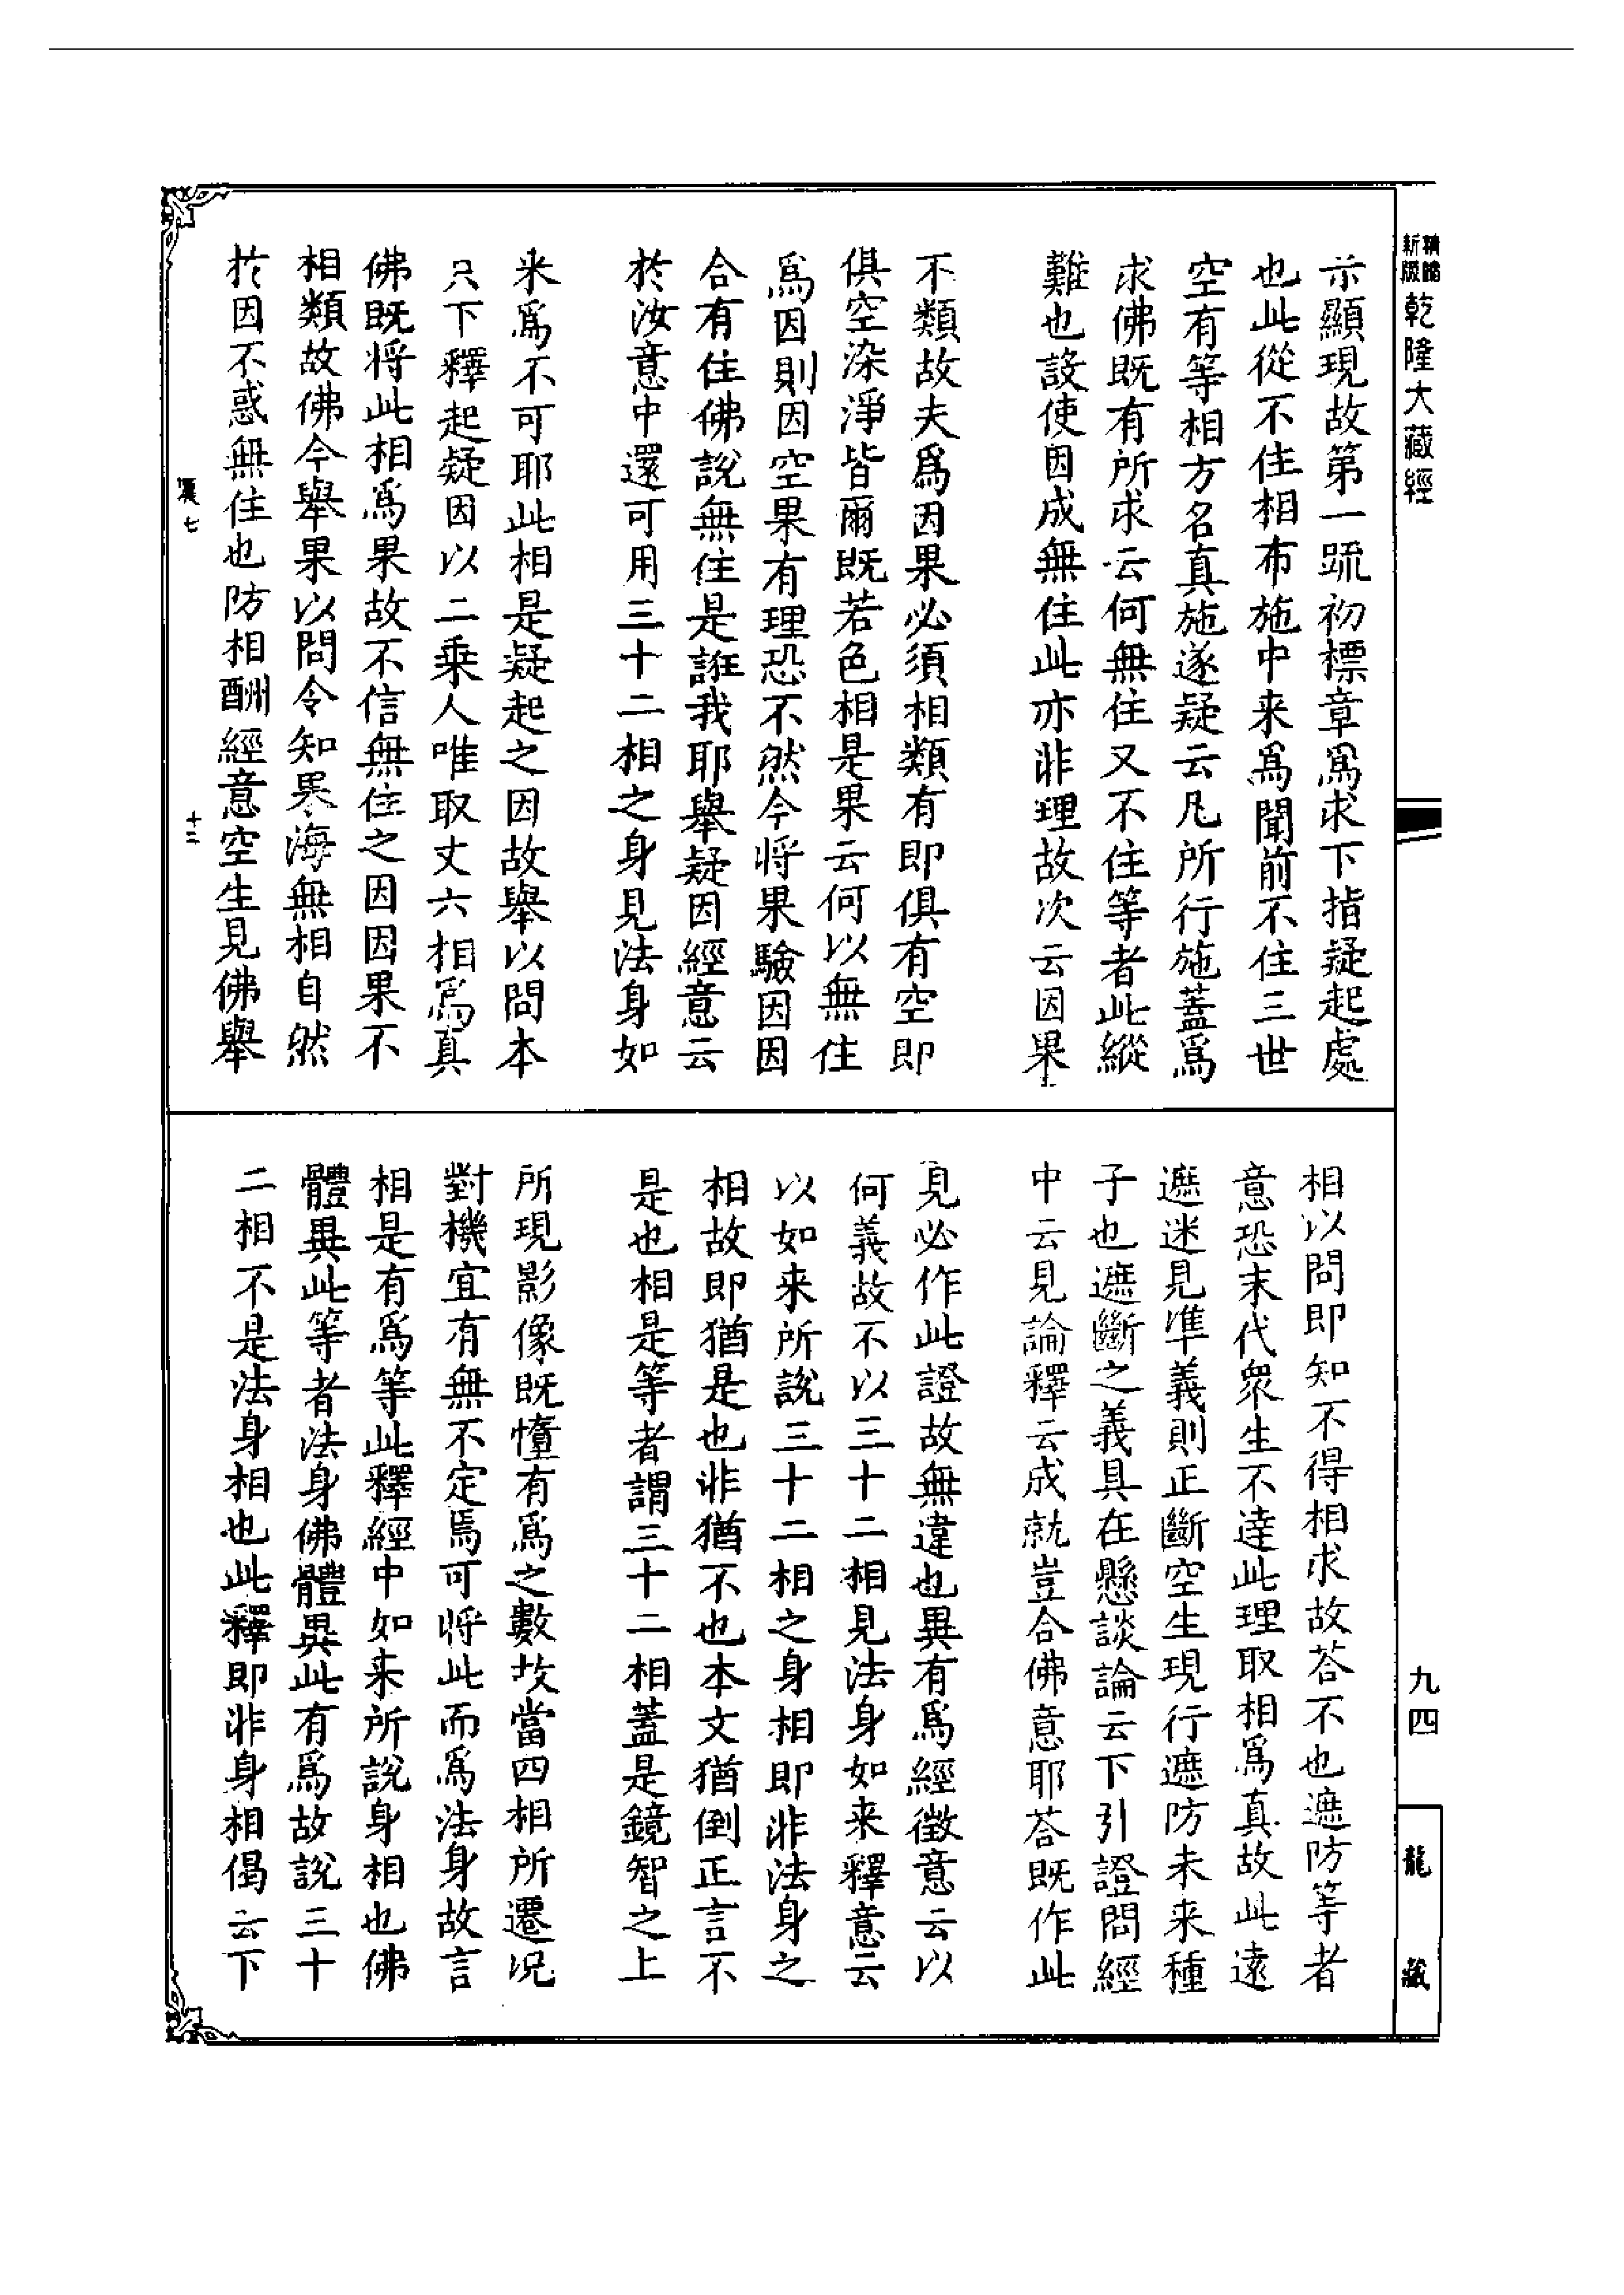 新版
精縮
乾隆大藏經
示顯現故第一䟽初標章爲求下指疑起處
也此從不住相布施中来爲聞前不住三世
空有等相方名真施遂疑云凡所行施蓋爲
求佛既有所求云何無住又不住等者此縱
難也設使因成無住此亦非理故次云因果
不類故夫爲因果必須相類有即俱有空即
俱空染淨皆爾既若色相是果云何以無住
爲因則因空果有理恐不然今将果驗因因
合有住佛說無住是誑我耶舉疑因經意云
於汝意中還可用三十二相之身見法身如
来爲不可耶此相是疑起之因故舉以問本
只下釋起疑因以二乘人唯取丈六相爲真
佛既将此相爲果故不信無住之因因果不
相類故佛今舉果以問令知果海無相自然
於因不惑無住也防相酬經意空生見佛舉
漢七
十二
相以問即知不得相求故荅不也遮防等者
意恐末代衆生不達此理取相爲真故此遠
遮迷見準義則正斷空生現行遮防未来種
子也遮斷之義具在懸談論云下引證問經
中云見論釋云成就豈合佛意耶荅既作此
見必作此證故無違也異有爲經徵意云以
何義故不以三十二相見法身如来釋意云
以如来所說三十二相之身相即非法身之
相故即猶是也非猶不也本文猶倒正言不
是也相是等者謂三十二相蓋是鏡智之上
所現影像既墮有爲之數故當四相所遷况
對機宜有無不定焉可将此而爲法身故言
相是有爲等此釋經中如来所說身相也佛
體異此等者法身佛體異此有爲故說三十
二相不是法身相也此釋即非身相偈云下
九四
龍藏